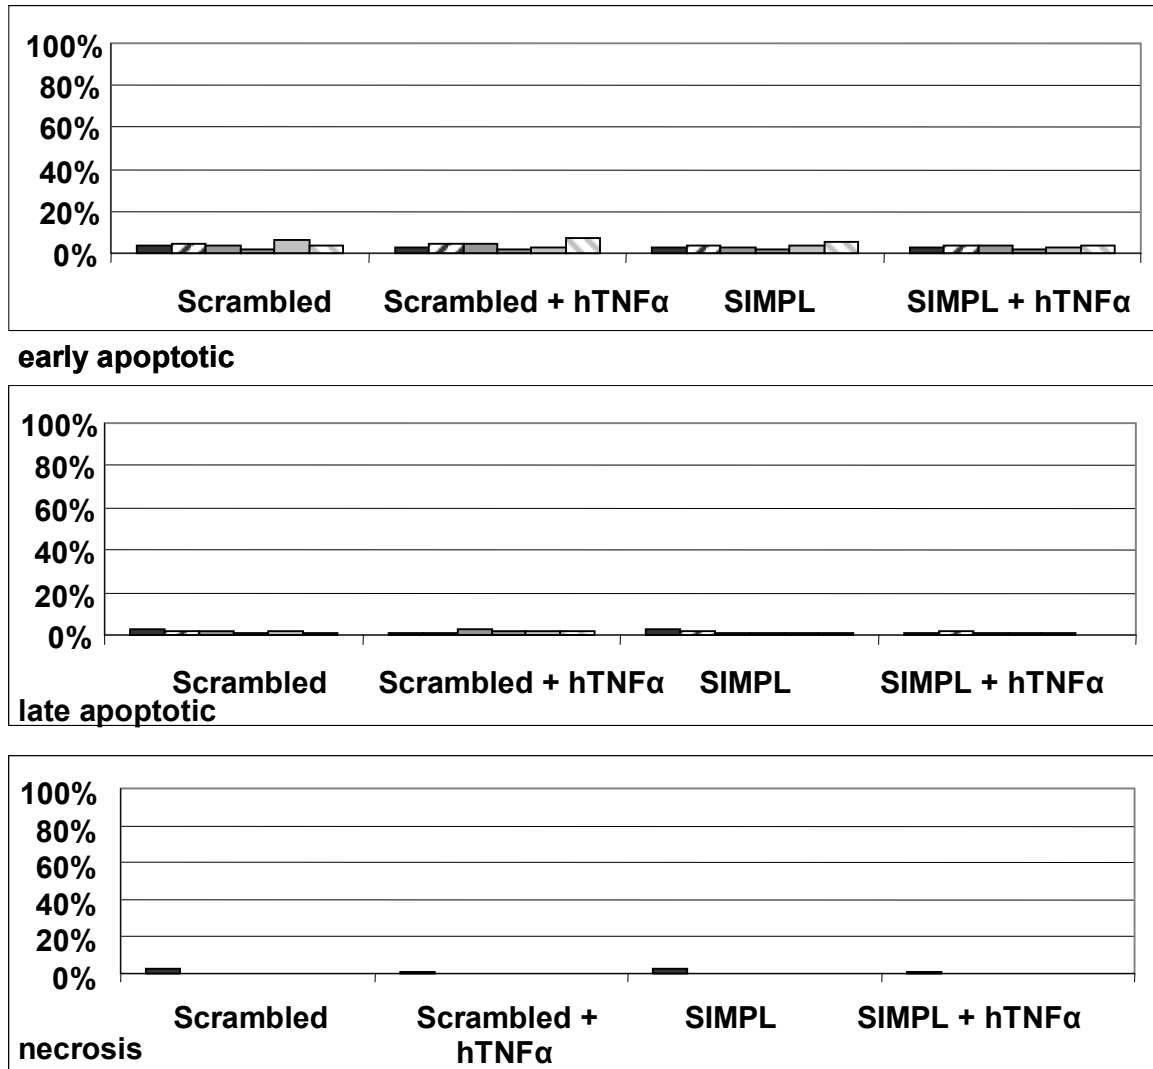 100%
80%
60%
40%
20%
0%
Scrambled
Scrambled + hTNFα
SIMPL
SIMPL + hTNFα
early apoptotic
100%
80%
60%
40%
20%
0%
Scrambled
Scrambled + hTNFα
SIMPL
SIMPL + hTNFα
late apoptotic
100%
80%
60%
40%
20%
0%
Scrambled
Scrambled +
hTNFα
SIMPL
SIMPL + hTNFα
necrosis